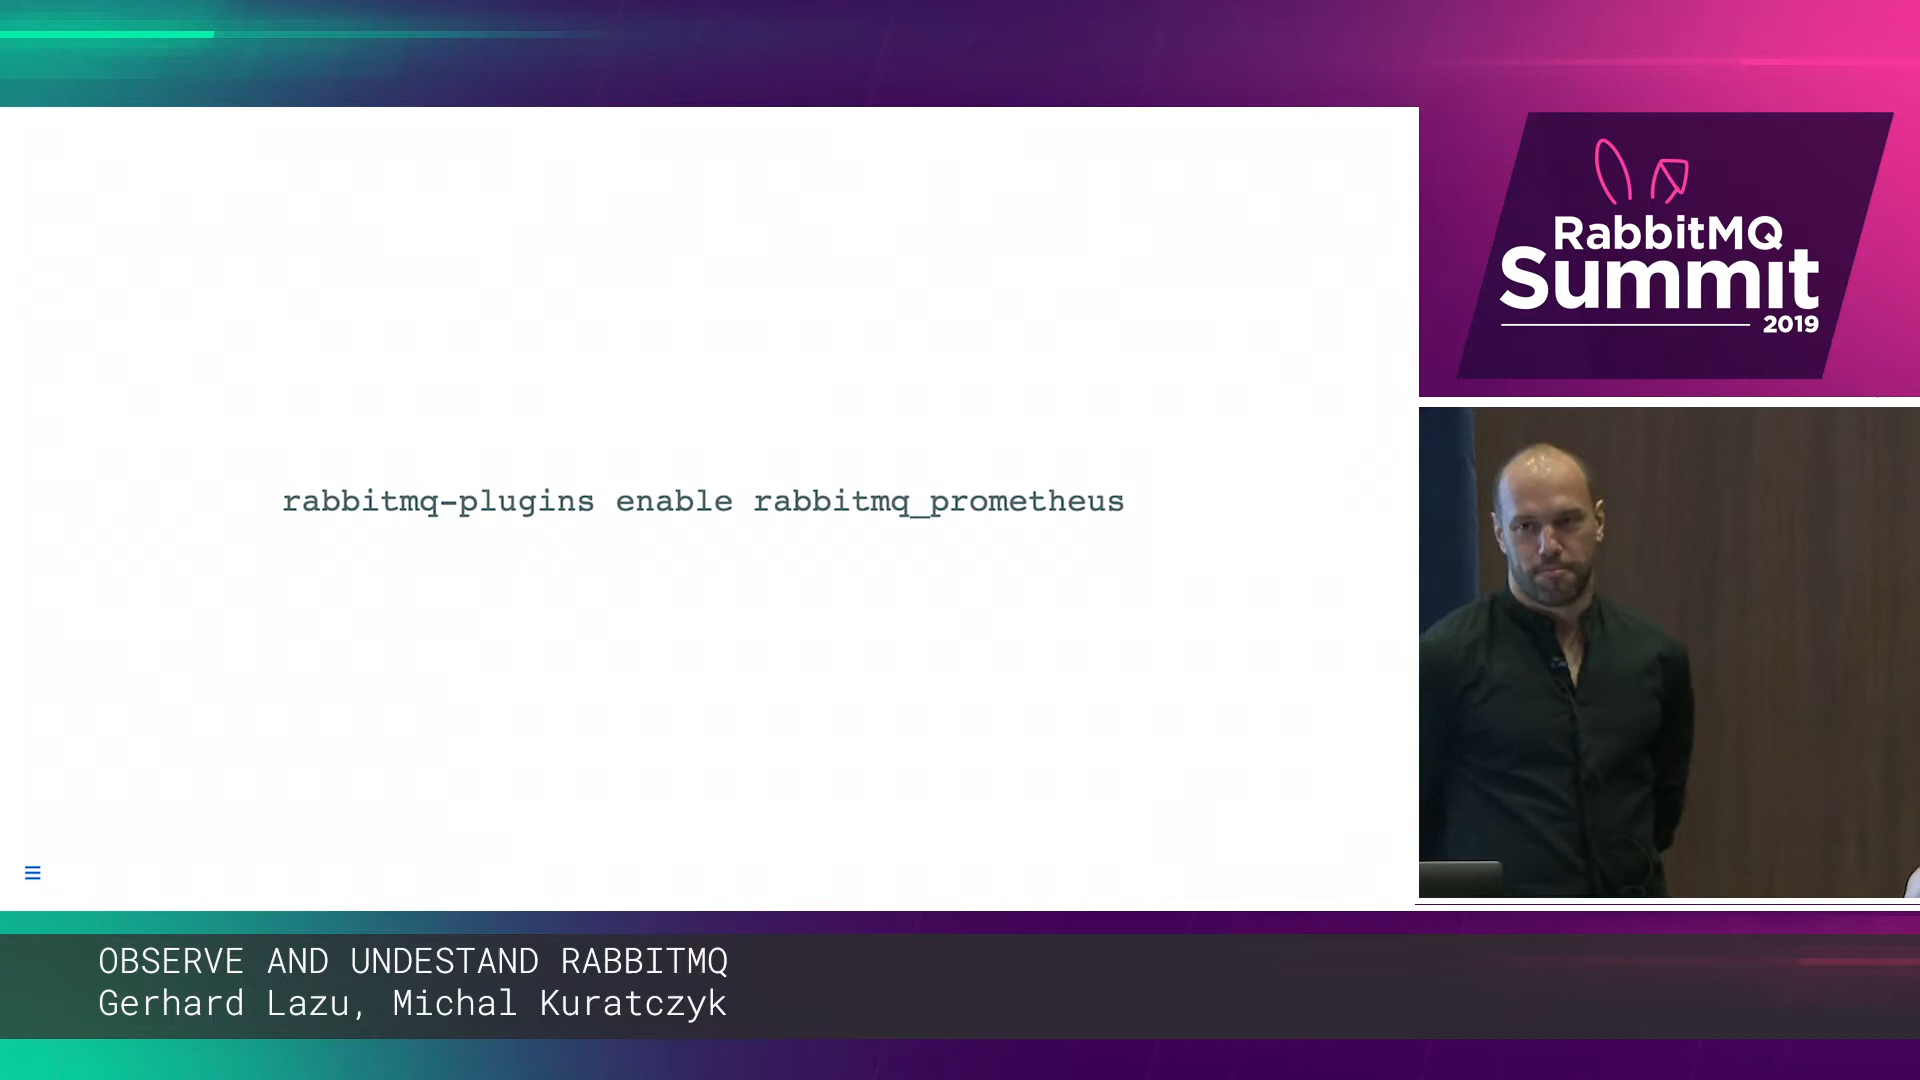 rabbitmq-plugins enable rabbitmq_prometheus
RabbitMQ
Summit
2019
OBSERVE AND UNDESTAND RABBITMQ
Gerhard Lazu, Michal Kuratczyk